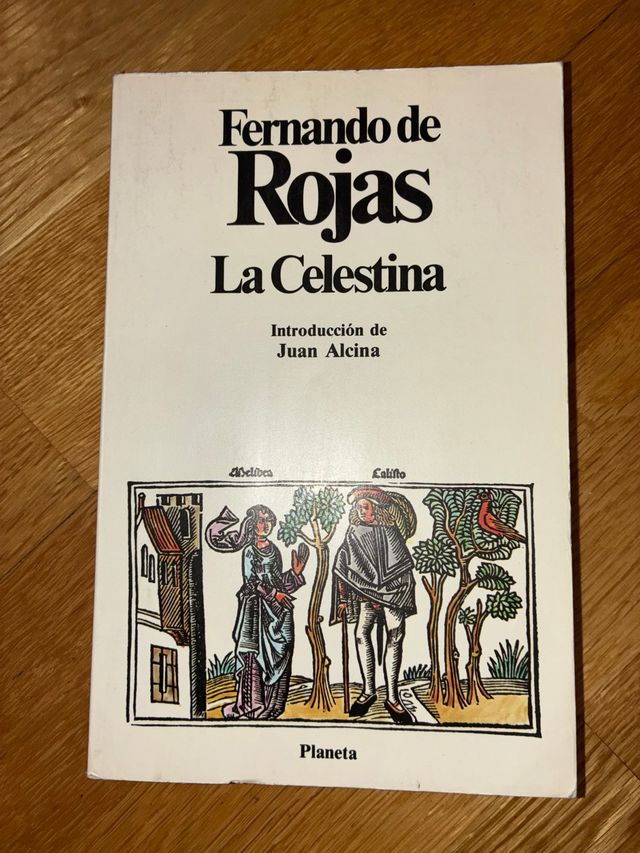 Fernando de
Rojas
La Celestina
Introducción de
Juan Alcina
Melibea
Calisto
Planeta